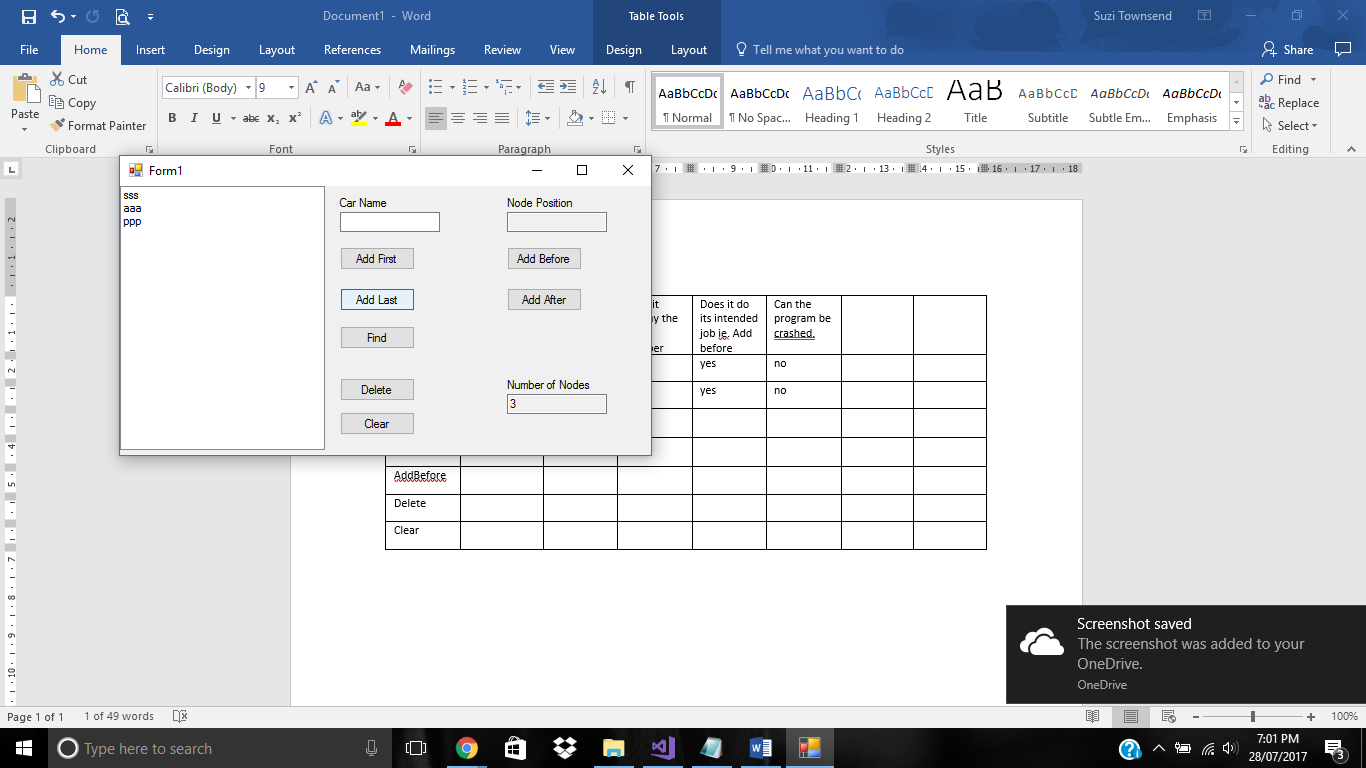 Document1 - Word
Table Tools
Suzi Townsend
File
Home
Insert
Design
Layout
References
Mailings
Review
View
Design
Layout
Tell me what you want to do
Share
Paste
Cut
Copy
Format Painter
Clipboard
Calibri (Body)
9
Font
Paragraph
AaBbCcDc
¶ Normal
AaBbCcDc
¶ No Spac...
AaBbCc
Heading 1
AaBbCcD
Heading 2
AaB
Title
AaBbCcD
Subtitle
AaBbCcDc
Subtle Em...
AaBbCcDc
Emphasis
Styles
Find
Replace
Select
Editing
Form1
sss
aaa
ppp
Car Name
Node Position
Add First
Add Before
Add Last
Add After
Find
Delete
Number of Nodes
3
Clear
it
y the
er
Does it do
its intended
job ie. Add
before
Can the
program be
crashed.
yes
no
yes
no
AddBefore
Delete
Clear
Screenshot saved
The screenshot was added to your
OneDrive.
OneDrive
Page 1 of 1
1 of 49 words
100%
Type here to search
7:01 PM
28/07/2017
3